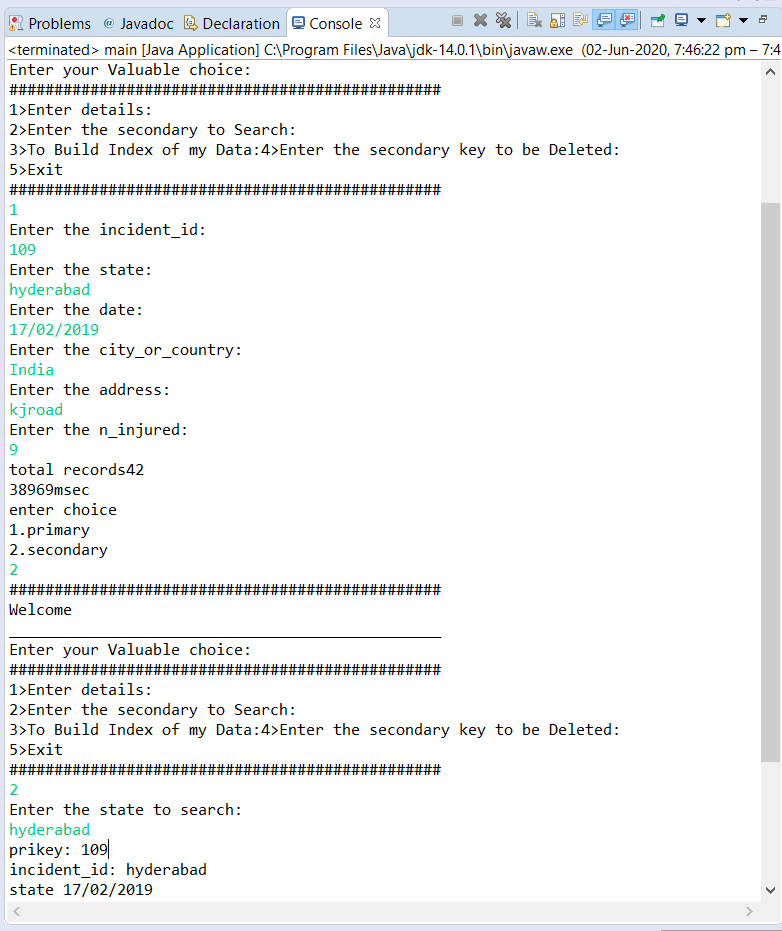 Problems @ Javadoc Declaration Console
<terminated> main [Java Application] C:\Program Files\Java\jdk-14.0.1\bin\javaw.exe (02-Jun-2020, 7:46:22 pm – 7:4
Enter your Valuable choice:
################################################
1>Enter details:
2>Enter the secondary to Search:
3>To Build Index of my Data:4>Enter the secondary key to be Deleted:
5>Exit
################################################
1
Enter the incident_id:
109
Enter the state:
hyderabad
Enter the date:
17/02/2019
Enter the city_or_country:
India
Enter the address:
kjroad
Enter the n_injured:
9
total records42
38969msec
enter choice
1.primary
2.secondary
2
################################################
Welcome
________________________________________________
Enter your Valuable choice:
################################################
1>Enter details:
2>Enter the secondary to Search:
3>To Build Index of my Data:4>Enter the secondary key to be Deleted:
5>Exit
################################################
2
Enter the state to search:
hyderabad
prikey: 109
incident_id: hyderabad
state 17/02/2019